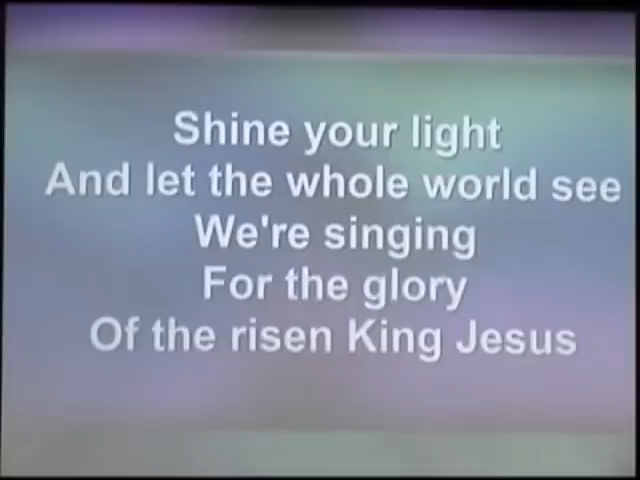 Shine your light
And let the whole world see
We're singing
For the glory
Of the risen King Jesus